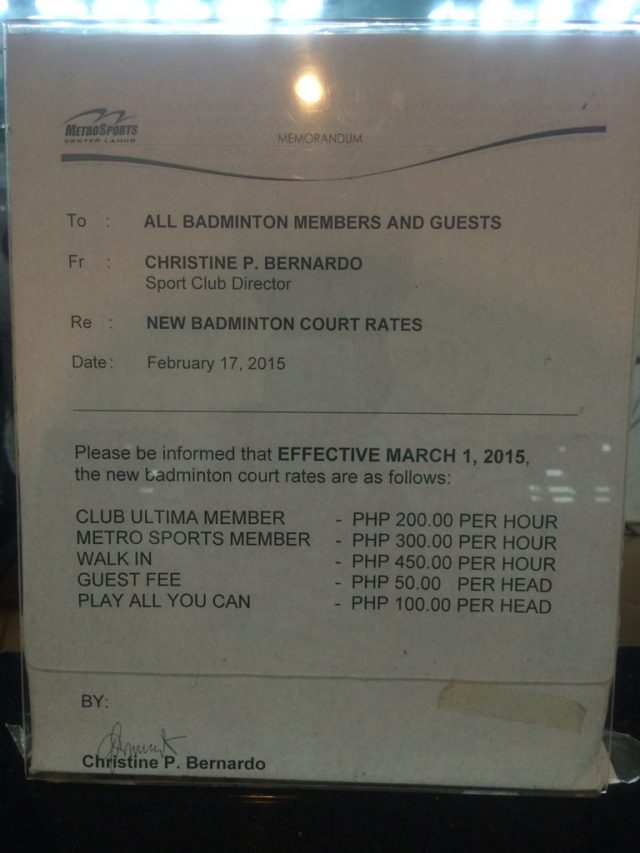 METROSPORTS
CENTER LAHUG
MEMORANDUM
To : ALL BADMINTON MEMBERS AND GUESTS
Fr : CHRISTINE P. BERNARDO
Sport Club Director
Re : NEW BADMINTON COURT RATES
Date: February 17, 2015
Please be informed that EFFECTIVE MARCH 1, 2015,
the new badminton court rates are as follows:
CLUB ULTIMA MEMBER - PHP 200.00 PER HOUR
METRO SPORTS MEMBER - PHP 300.00 PER HOUR
WALK IN - PHP 450.00 PER HOUR
GUEST FEE - PHP 50.00 PER HEAD
PLAY ALL YOU CAN - PHP 100.00 PER HEAD
BY:
Christine P. Bernardo